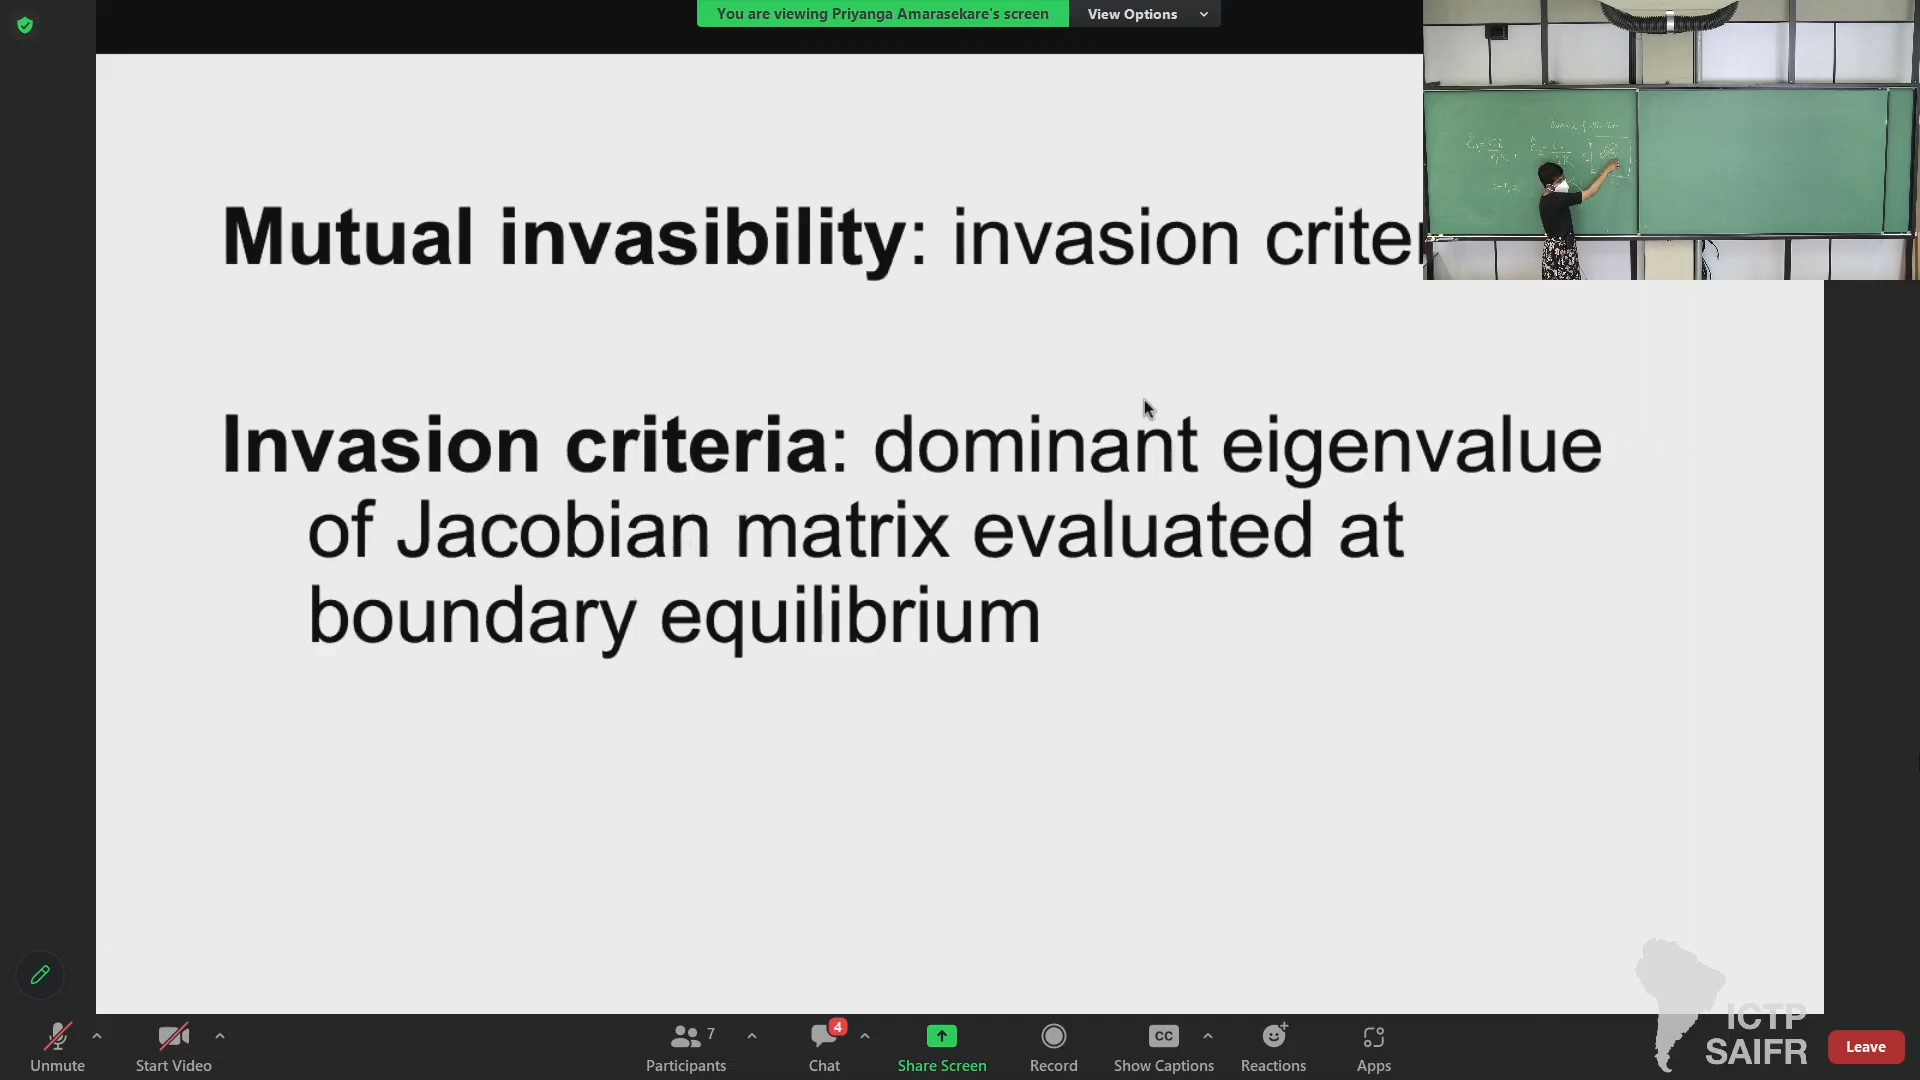 You are viewing Priyanga Amarasekare's screen
View Options
Mutual invasibility: invasion criter
Invasion criteria: dominant eigenvalue
of Jacobian matrix evaluated at
boundary equilibrium
ICTP
SAIFR
Unmute
Start Video
7
Participants
4
Chat
Share Screen
Record
CC
Show Captions
Reactions
Apps
Leave